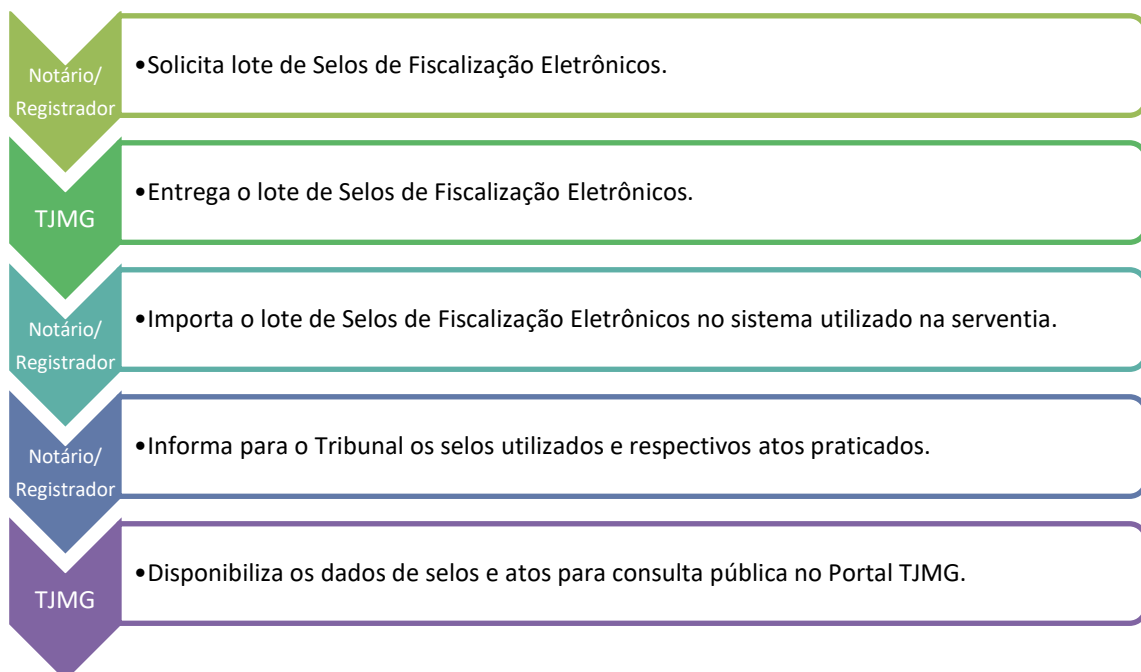 Notário/
Registrador
•Solicita lote de Selos de Fiscalização Eletrônicos.
TJMG
•Entrega o lote de Selos de Fiscalização Eletrônicos.
Notário/
Registrador
•Importa o lote de Selos de Fiscalização Eletrônicos no sistema utilizado na serventia.
Notário/
Registrador
•Informa para o Tribunal os selos utilizados e respectivos atos praticados.
TJMG
•Disponibiliza os dados de selos e atos para consulta pública no Portal TJMG.